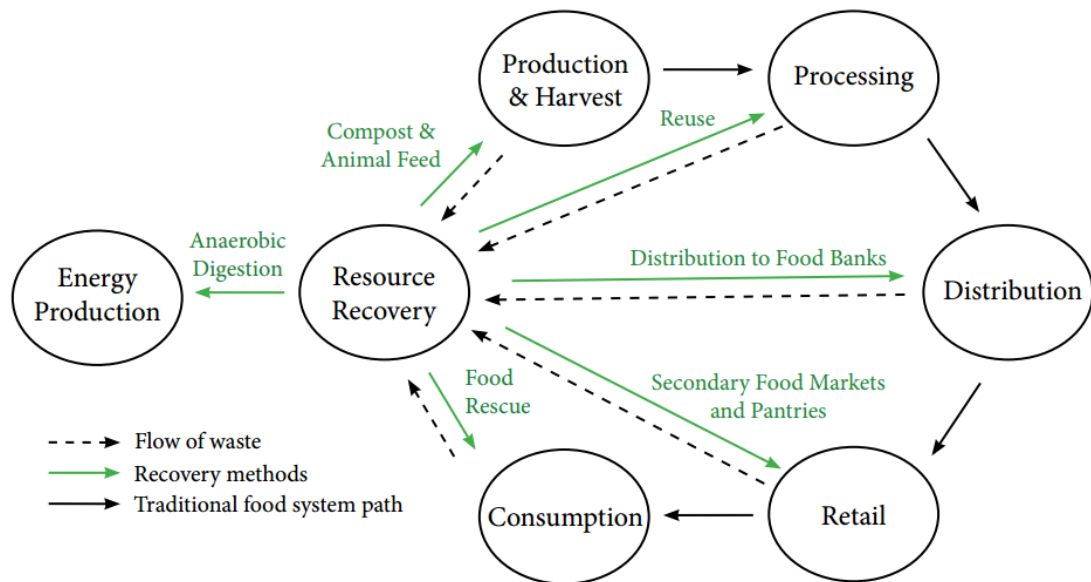 Production
& Harvest
Processing
Compost &
Animal Feed
Reuse
Anaerobic
Digestion
Energy
Production
Resource
Recovery
Distribution to Food Banks
Distribution
Food
Rescue
Secondary Food Markets
and Pantries
Flow of waste
Recovery methods
Traditional food system path
Consumption
Retail